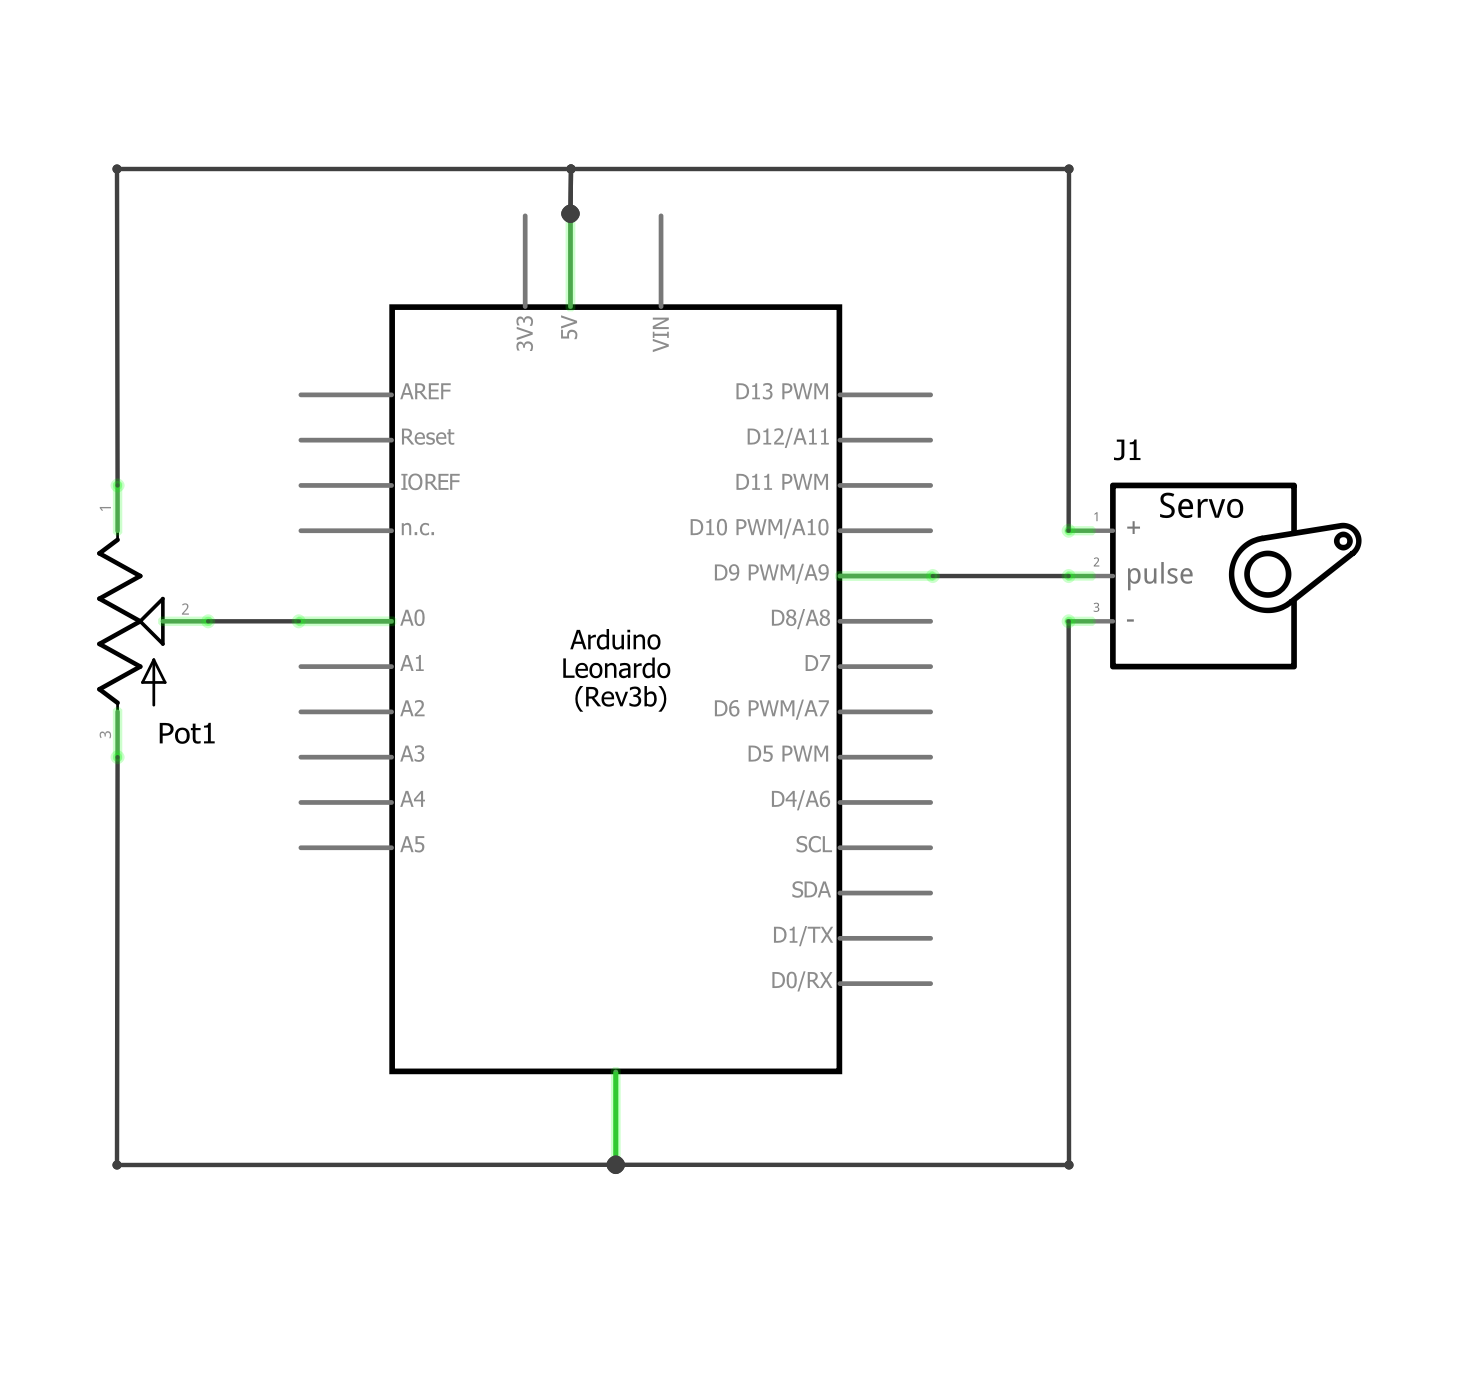 3V3
5V
VIN
AREF
Reset
IOREF
n.c.
A0
A1
A2
A3
A4
A5
D13 PWM
D12/A11
D11 PWM
D10 PWM/A10
D9 PWM/A9
D8/A8
D7
D6 PWM/A7
D5 PWM
D4/A6
SCL
SDA
D1/TX
D0/RX
Arduino
Leonardo
(Rev3b)
1
2
3
Pot1
J1
Servo
1
+
2
pulse
3
-